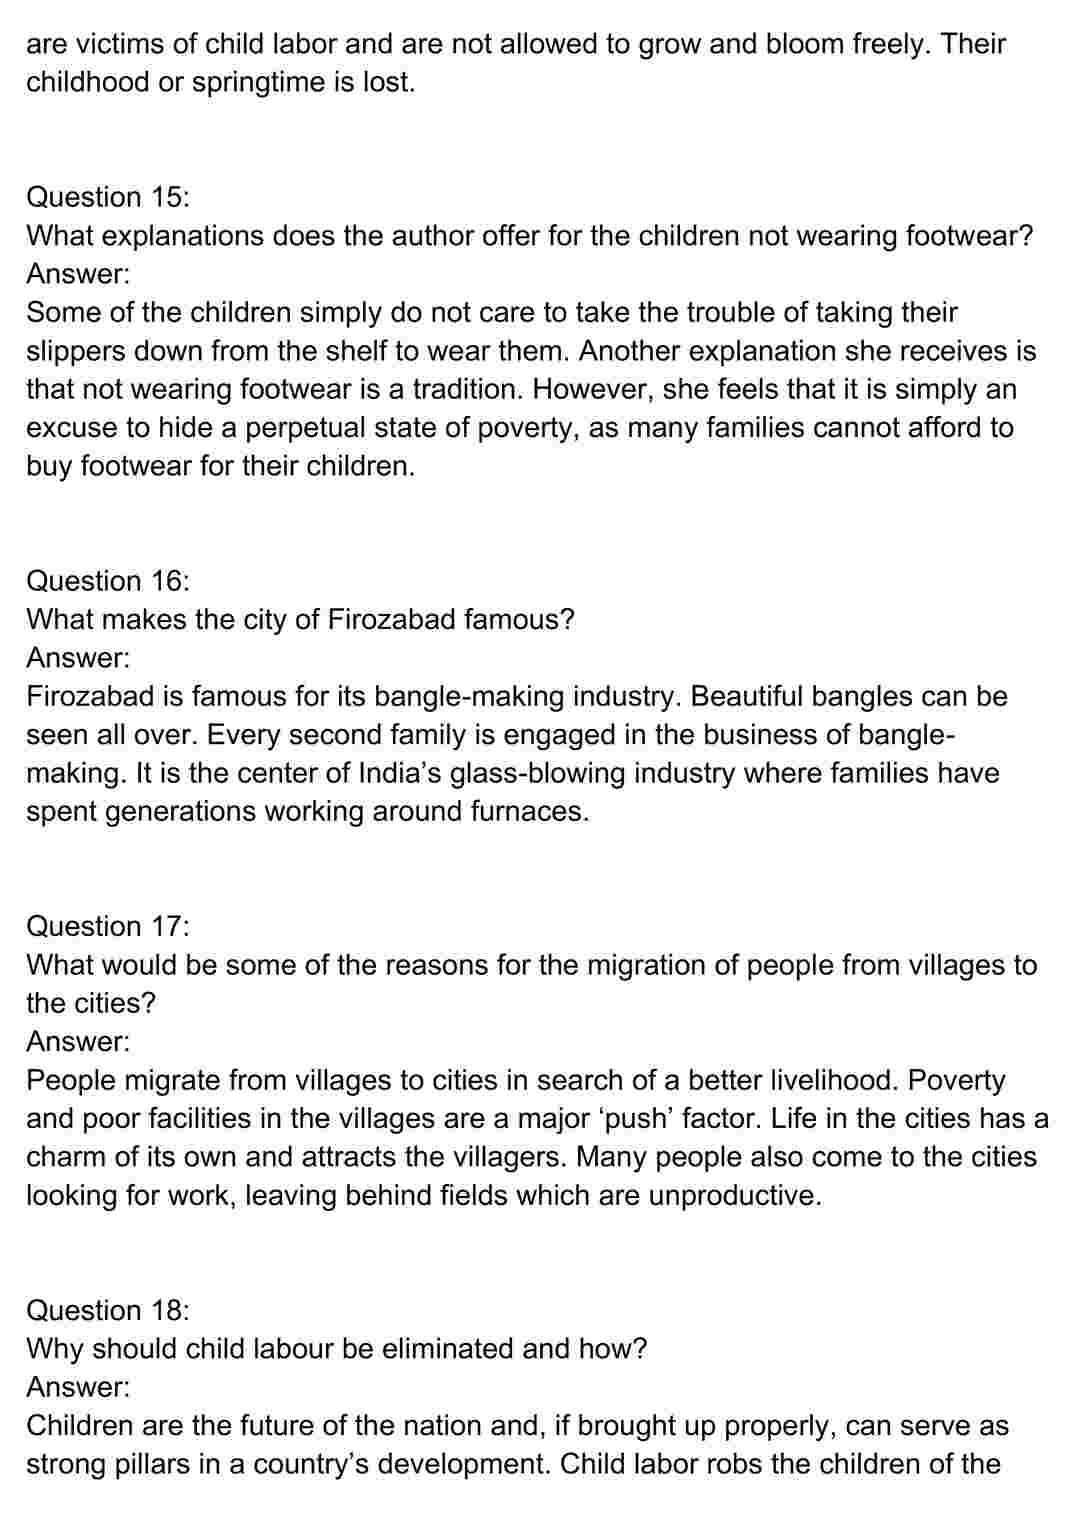 are victims of child labor and are not allowed to grow and bloom freely. Their
childhood or springtime is lost.
Question 15:
What explanations does the author offer for the children not wearing footwear?
Answer:
Some of the children simply do not care to take the trouble of taking their
slippers down from the shelf to wear them. Another explanation she receives is
that not wearing footwear is a tradition. However, she feels that it is simply an
excuse to hide a perpetual state of poverty, as many families cannot afford to
buy footwear for their children.
Question 16:
What makes the city of Firozabad famous?
Answer:
Firozabad is famous for its bangle-making industry. Beautiful bangles can be
seen all over. Every second family is engaged in the business of bangle-
making. It is the center of India’s glass-blowing industry where families have
spent generations working around furnaces.
Question 17:
What would be some of the reasons for the migration of people from villages to
the cities?
Answer:
People migrate from villages to cities in search of a better livelihood. Poverty
and poor facilities in the villages are a major ‘push’ factor. Life in the cities has a
charm of its own and attracts the villagers. Many people also come to the cities
looking for work, leaving behind fields which are unproductive.
Question 18:
Why should child labour be eliminated and how?
Answer:
Children are the future of the nation and, if brought up properly, can serve as
strong pillars in a country’s development. Child labor robs the children of the